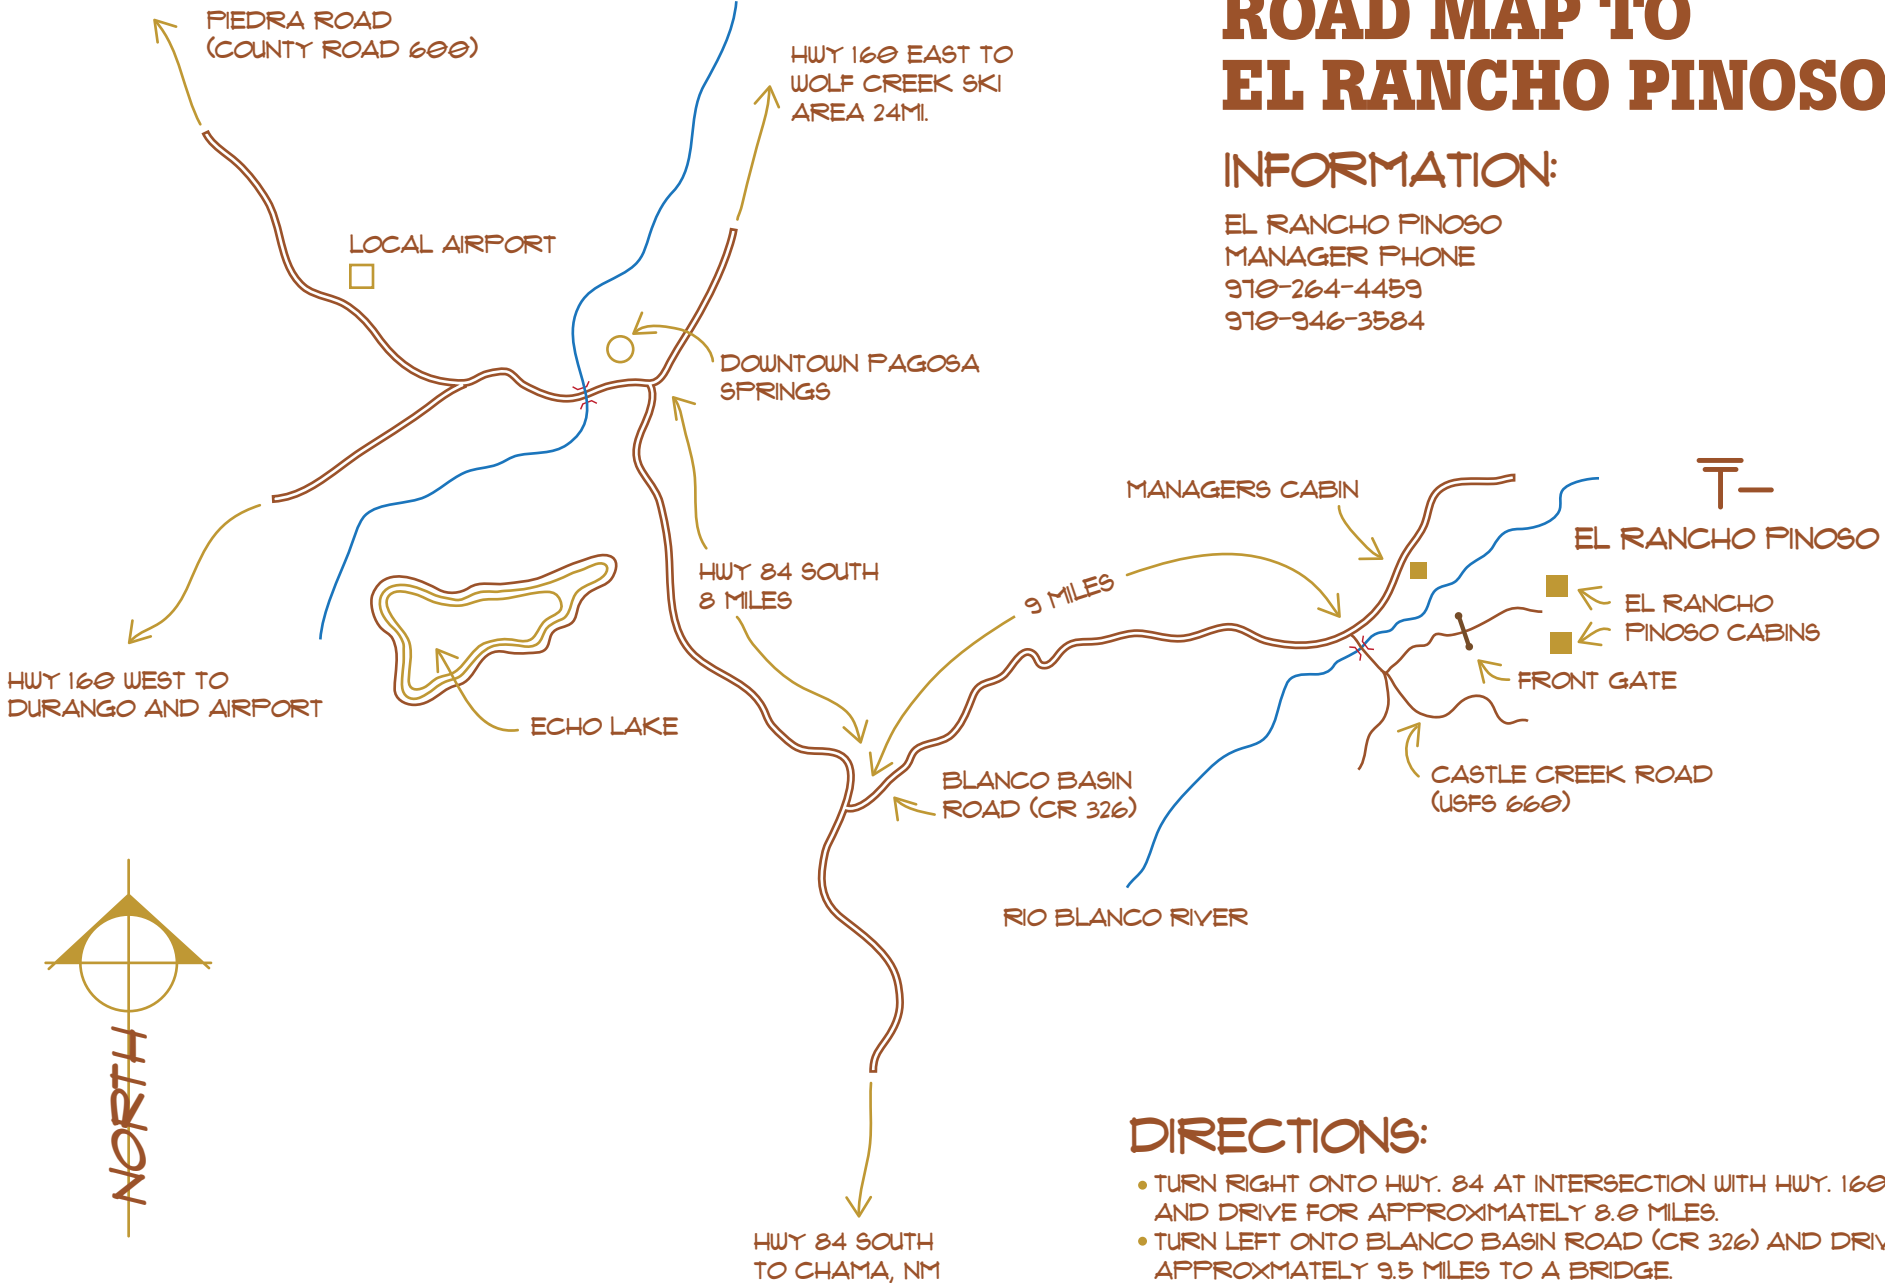 ROAD MAP TO
EL RANCHO PINOSO
INFORMATION:
EL RANCHO PINOSO
MANAGER PHONE
970-264-4459
970-946-3584
PIEDRA ROAD
(COUNTY ROAD 600)
HWY 160 EAST TO
WOLF CREEK SKI
AREA 24MI.
LOCAL AIRPORT
DOWNTOWN PAGOSA
SPRINGS
HWY 84 SOUTH
8 MILES
MANAGERS CABIN
9 MILES
EL RANCHO PINOSO
EL RANCHO
PINOSO CABINS
FRONT GATE
HWY 160 WEST TO
DURANGO AND AIRPORT
ECHO LAKE
BLANCO BASIN
ROAD (CR 326)
CASTLE CREEK ROAD
(USFS 660)
RIO BLANCO RIVER
NORTH
HWY 84 SOUTH
TO CHAMA, NM
DIRECTIONS:
• TURN RIGHT ONTO HWY. 84 AT INTERSECTION WITH HWY. 160
AND DRIVE FOR APPROXIMATELY 8.0 MILES.
• TURN LEFT ONTO BLANCO BASIN ROAD (CR 326) AND DRIV
APPROXMATELY 9.5 MILES TO A BRIDGE.